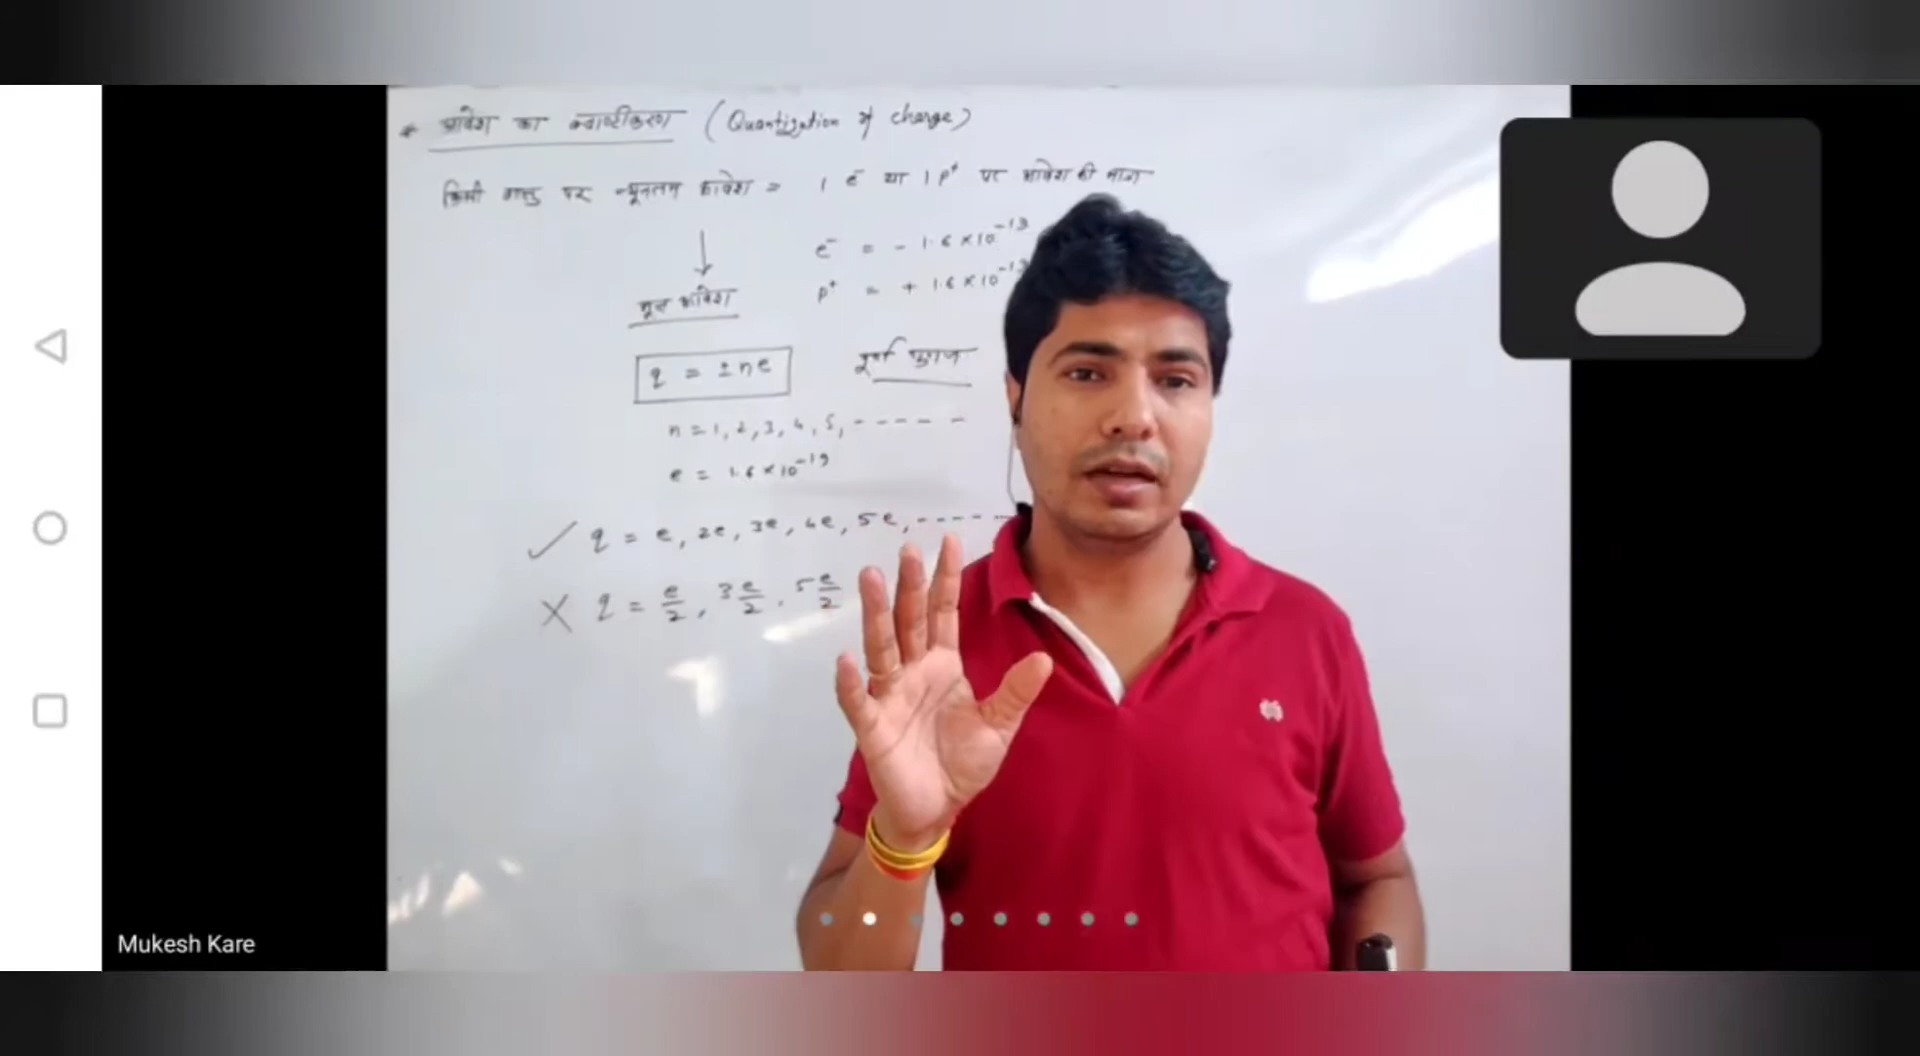 * आवेश का क्वाण्टीकरण (Quantization of charge)
किसी वस्तु पर न्यूनतम आवेश = 1 e⁻ या 1 p⁺ पर आवेश की मात्रा
e⁻ = - 1.6 × 10⁻¹⁹
p⁺ = + 1.6 × 10⁻¹⁹
मूल आवेश
q = ±ne
पूर्ण गुणज
n = 1, 2, 3, 4, 5, - - - - -
e = 1.6 × 10⁻¹⁹
✓ q = e, 2e, 3e, 4e, 5e, - - - - -
X q = e/2, 3e/2, 5e/2
Mukesh Kare